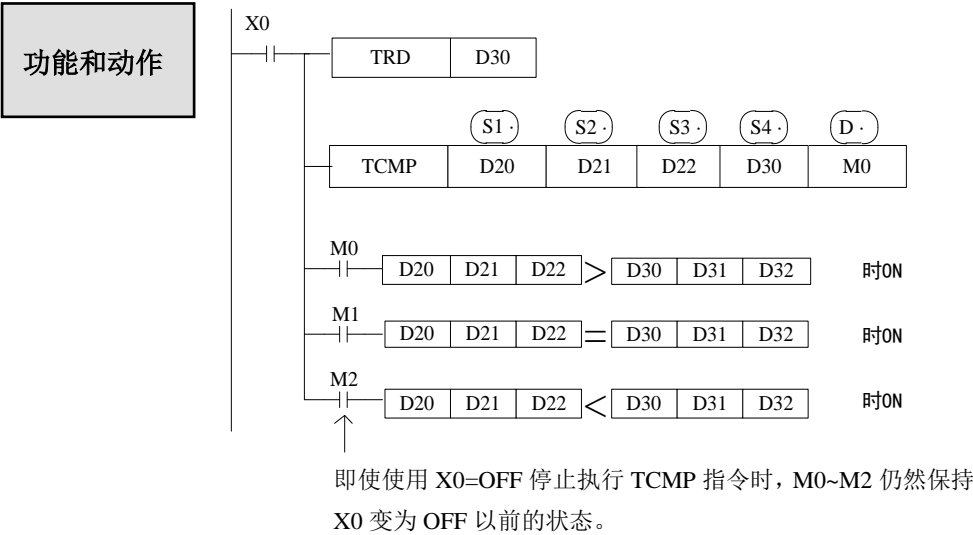 功能和动作
X0
TRD D30
S1 · S2 · S3 · S4 · D ·
TCMP D20 D21 D22 D30 M0
M0
D20 D21 D22 > D30 D31 D32 时ON
M1
D20 D21 D22 = D30 D31 D32 时ON
M2
D20 D21 D22 < D30 D31 D32 时ON
即使使用 X0=OFF 停止执行 TCMP 指令时，M0~M2 仍然保持
X0 变为 OFF 以前的状态。